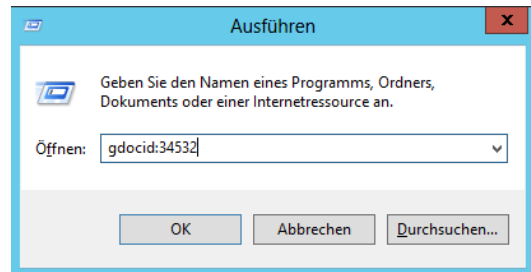 Ausführen
x
Geben Sie den Namen eines Programms, Ordners,
Dokuments oder einer Internetressource an.
Öffnen: gdocid:34532
OK Abbrechen Durchsuchen...